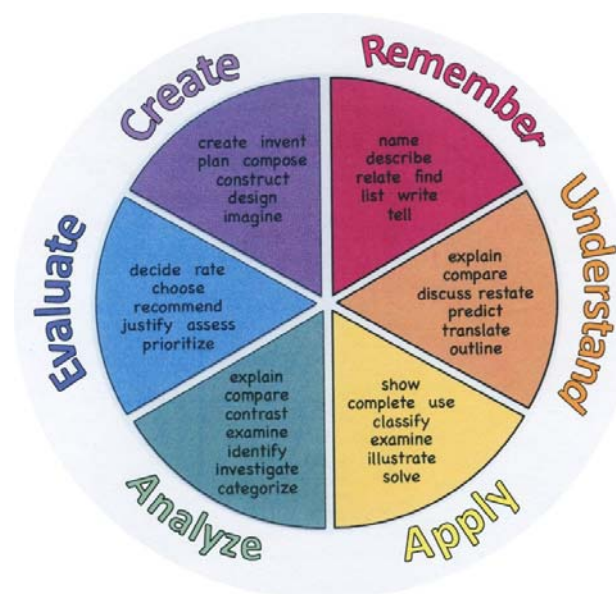 Remember
name
describe
relate find
list write
tell
Understand
explain
compare
discuss restate
predict
translate
outline
Apply
show
complete use
classify
examine
illustrate
solve
Analyze
explain
compare
contrast
examine
identify
investigate
categorize
Evaluate
decide rate
choose
recommend
justify assess
prioritize
Create
create invent
plan compose
construct
design
imagine